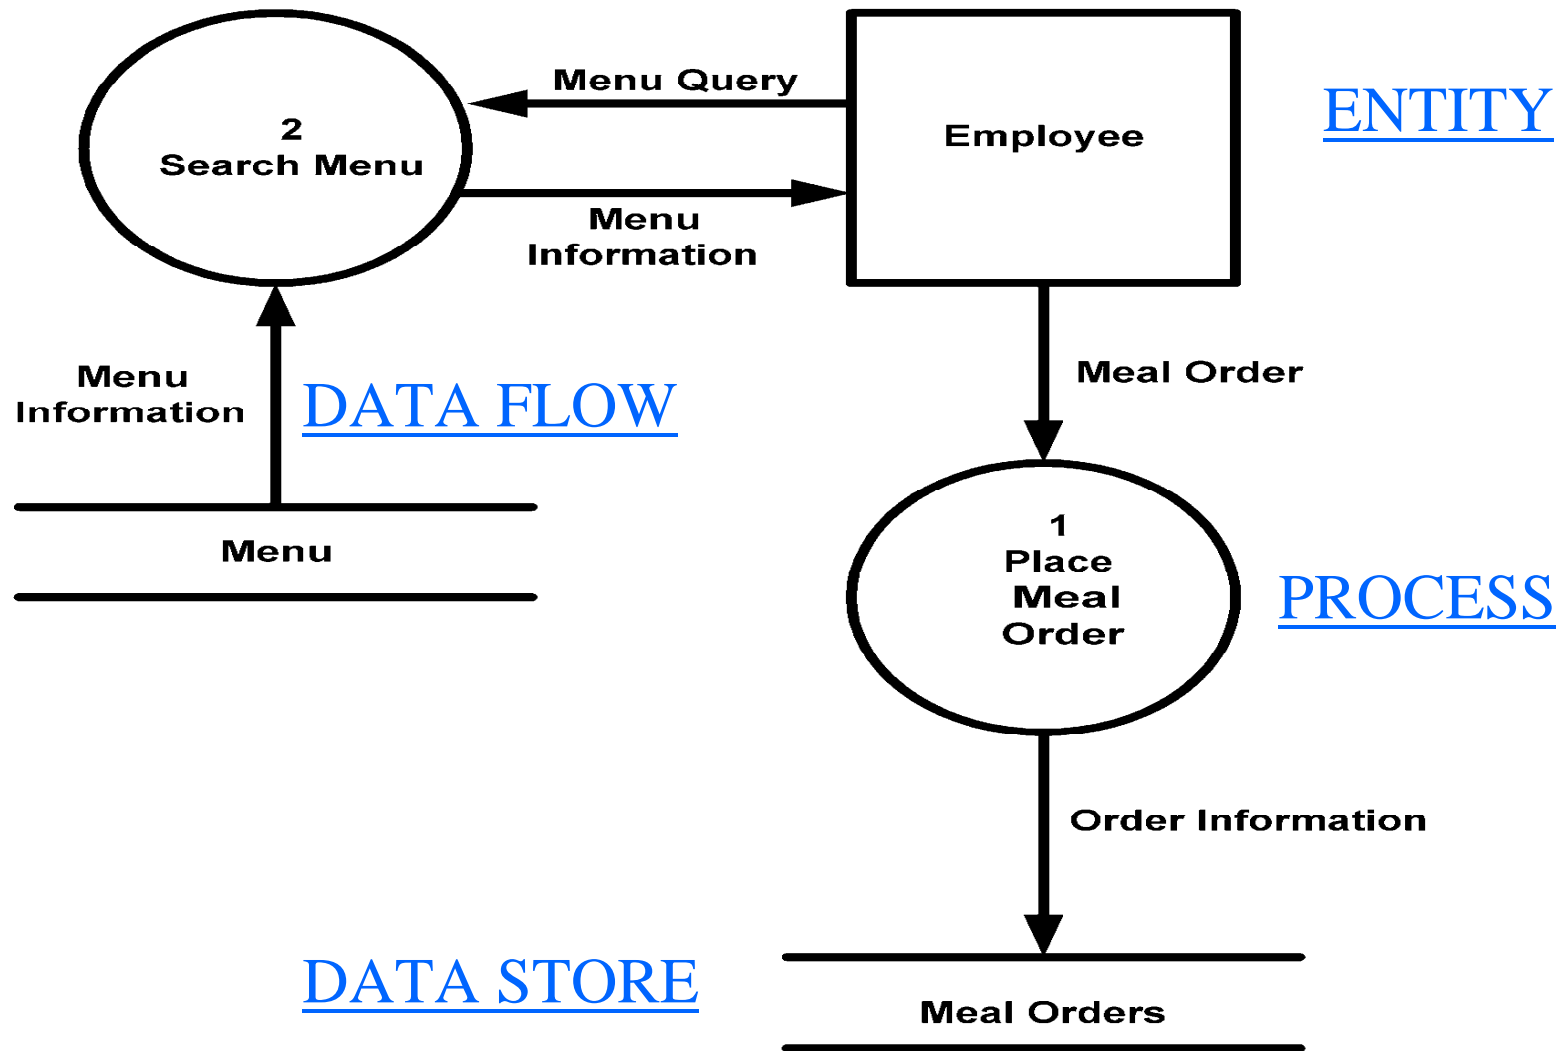 Menu Query
ENTITY
2
Search Menu
Employee
Menu
Information
Menu
Information
DATA FLOW
Meal Order
Menu
1
Place
Meal
Order
PROCESS
Order Information
DATA STORE
Meal Orders